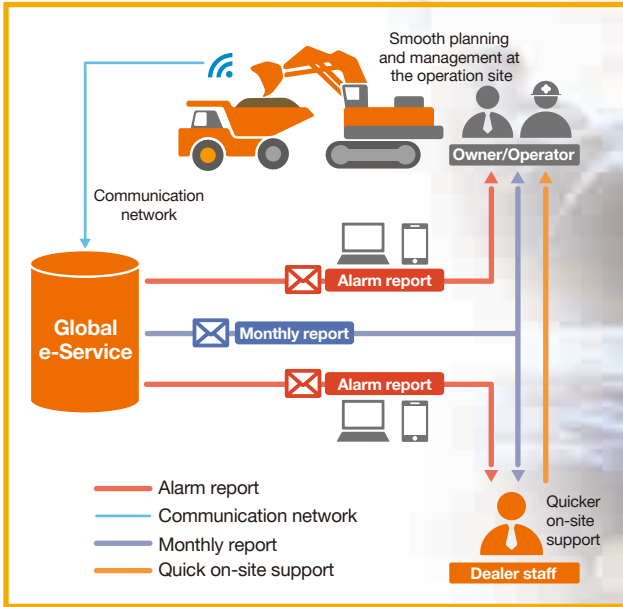 Smooth planning
and management at
the operation site
Owner/Operator
Communication
network
Alarm report
Global
e-Service
Monthly report
Alarm report
Alarm report
Communication network
Monthly report
Quick on-site support
Quicker
on-site
support
Dealer staff